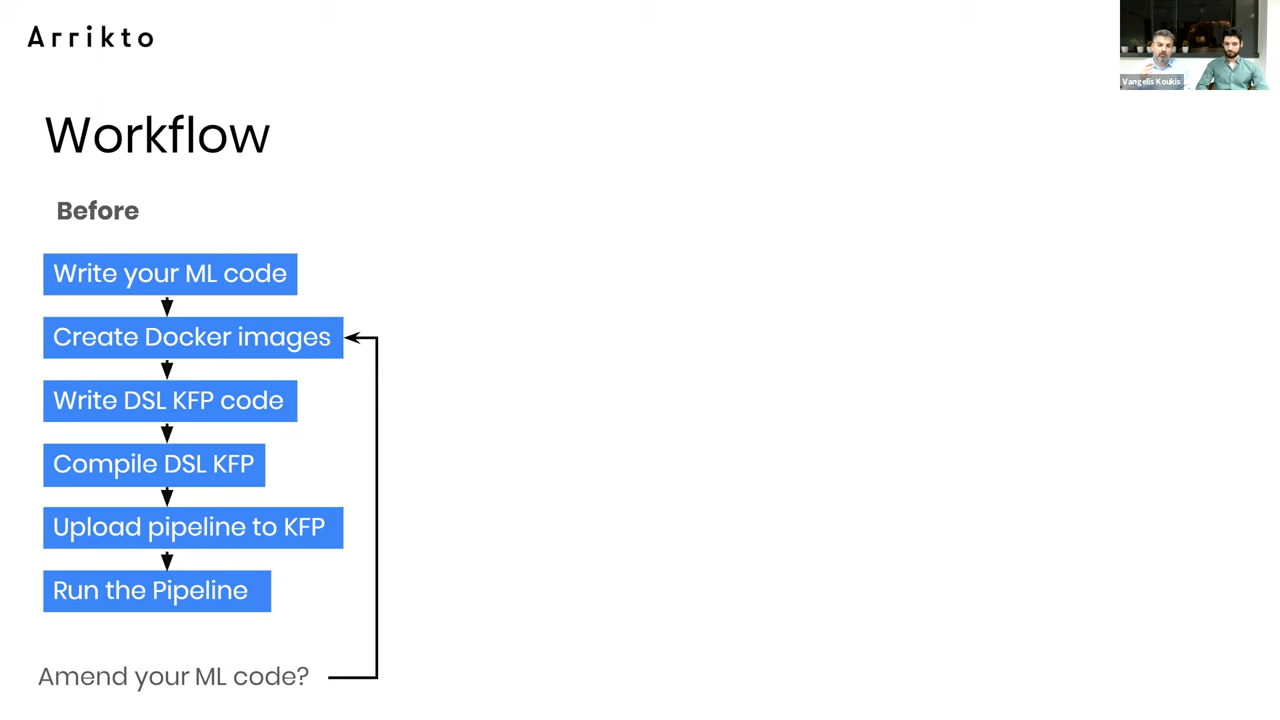 Arrikto
Vangelis Koukis
Workflow
Before
Write your ML code
Create Docker images
Write DSL KFP code
Compile DSL KFP
Upload pipeline to KFP
Run the Pipeline
Amend your ML code?